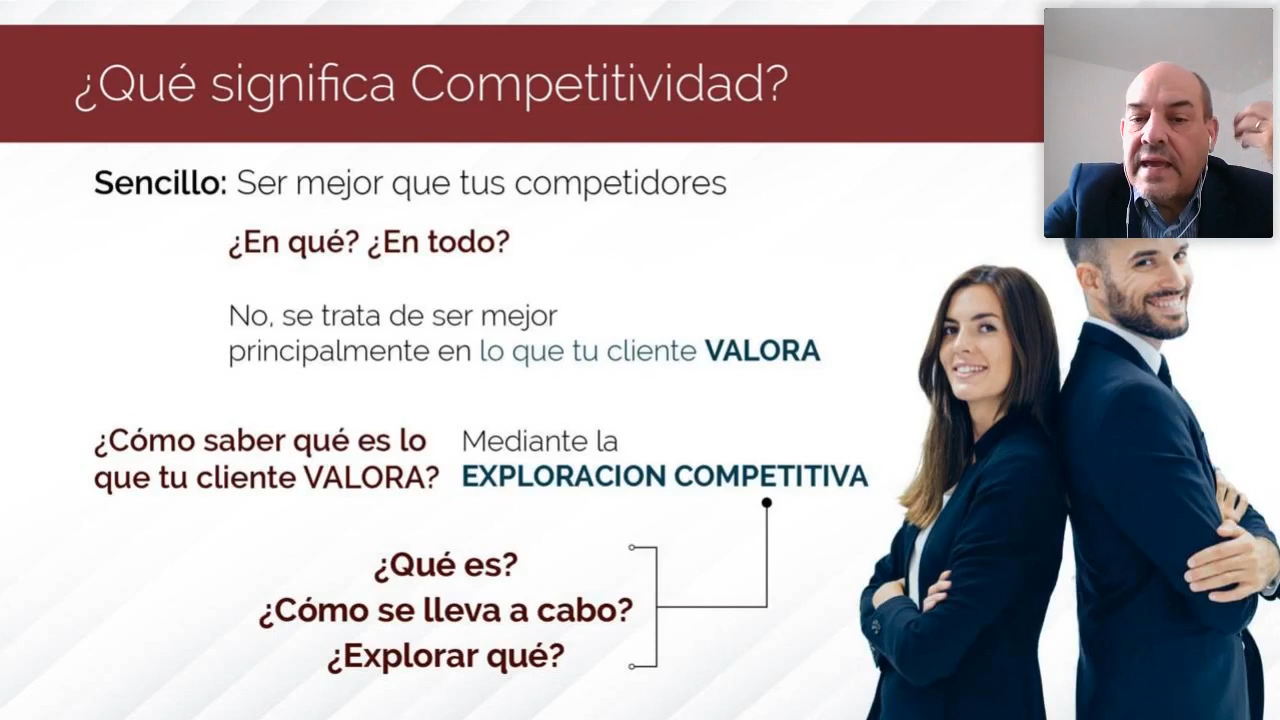 ¿Qué significa Competitividad?
Sencillo: Ser mejor que tus competidores
¿En qué? ¿En todo?
No, se trata de ser mejor
principalmente en lo que tu cliente VALORA
¿Cómo saber qué es lo
que tu cliente VALORA?
Mediante la
EXPLORACION COMPETITIVA
¿Qué es?
¿Cómo se lleva a cabo?
¿Explorar qué?